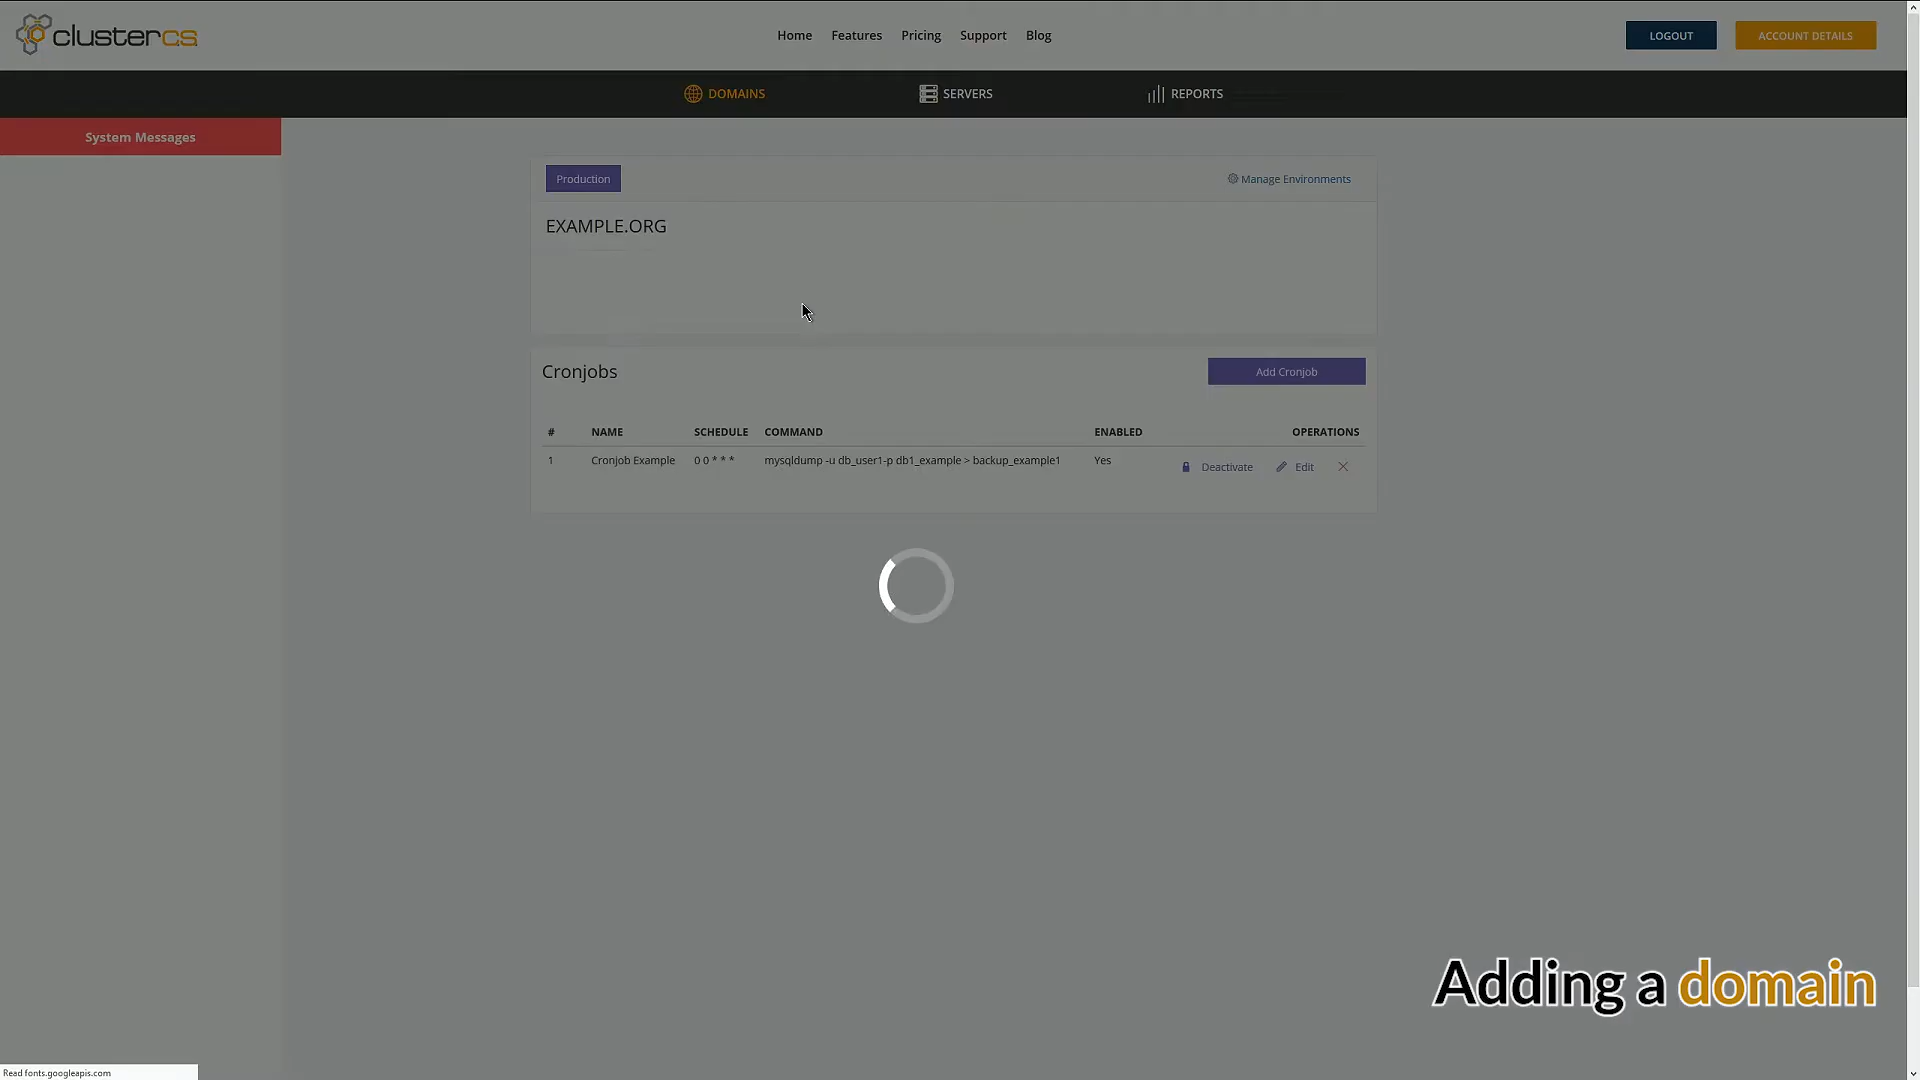 clustercs
Home Features Pricing Support Blog
LOGOUT ACCOUNT DETAILS
DOMAINS SERVERS REPORTS
System Messages
Production Manage Environments
EXAMPLE.ORG
Cronjobs Add Cronjob
# NAME SCHEDULE COMMAND ENABLED OPERATIONS
1 Cronjob Example 0 0 * * * mysqldump -u db_user1-p db1_example > backup_example1 Yes Deactivate Edit
Adding a domain
Read fonts.googleapis.com